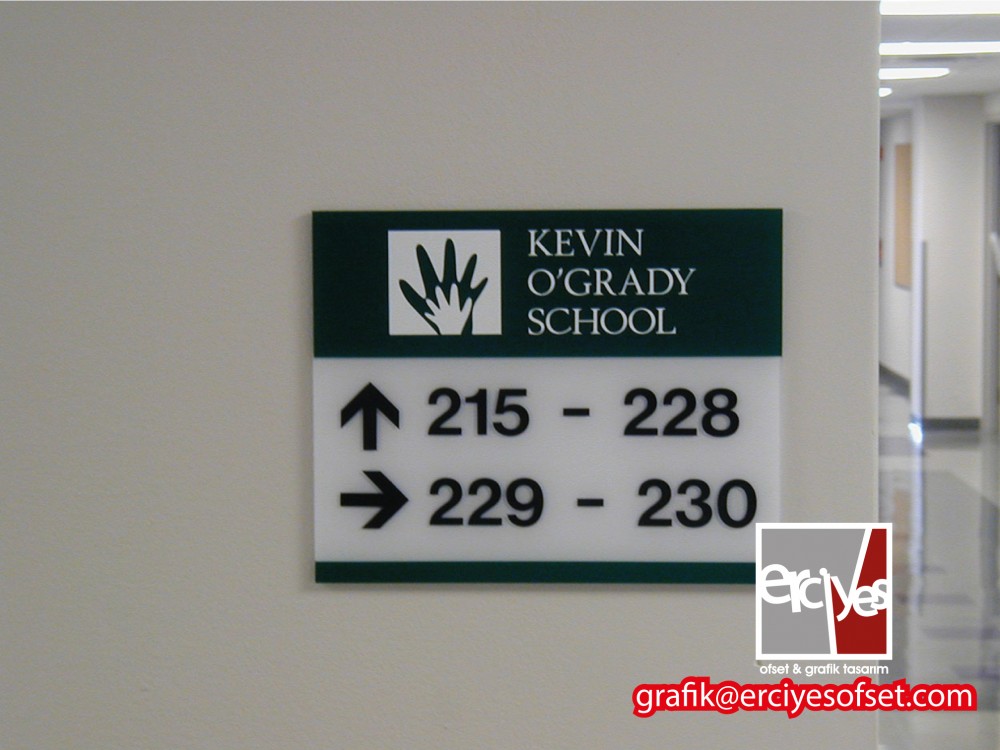 KEVIN
O'GRADY
SCHOOL
↑ 215 - 228
→ 229 - 230
erciyes
ofset & grafik tasarım
grafik@erciyesofset.com